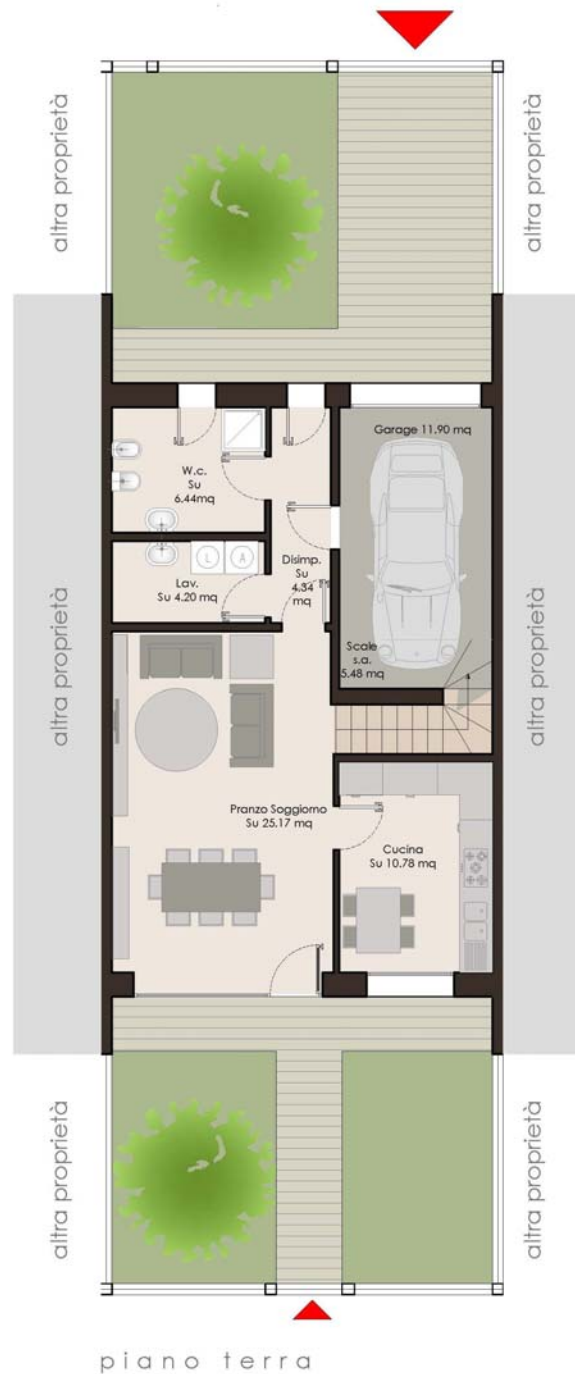 altra proprietà
altra proprietà
Garage 11.90 mq
W.c.
Su
6.44mq
Disimp.
Su
4.34
mq
L
A
Lav.
Su 4.20 mq
Scale
s.a.
5.48 mq
altra proprietà
altra proprietà
Pranzo Soggiorno
Su 25.17 mq
Cucina
Su 10.78 mq
altra proprietà
altra proprietà
piano terra